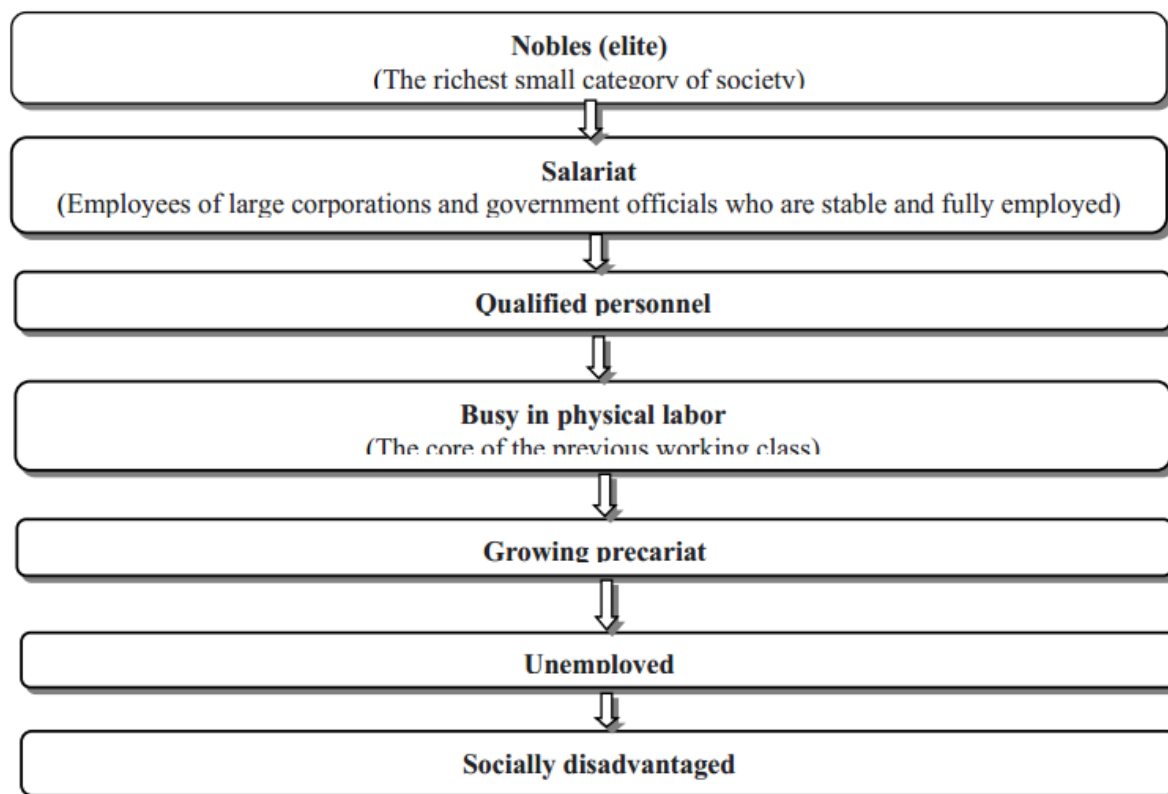 Nobles (elite)
(The richest small category of society)
Salariat
(Employees of large corporations and government officials who are stable and fully employed)
Qualified personnel
Busy in physical labor
(The core of the previous working class)
Growing precariat
Unemployed
Socially disadvantaged